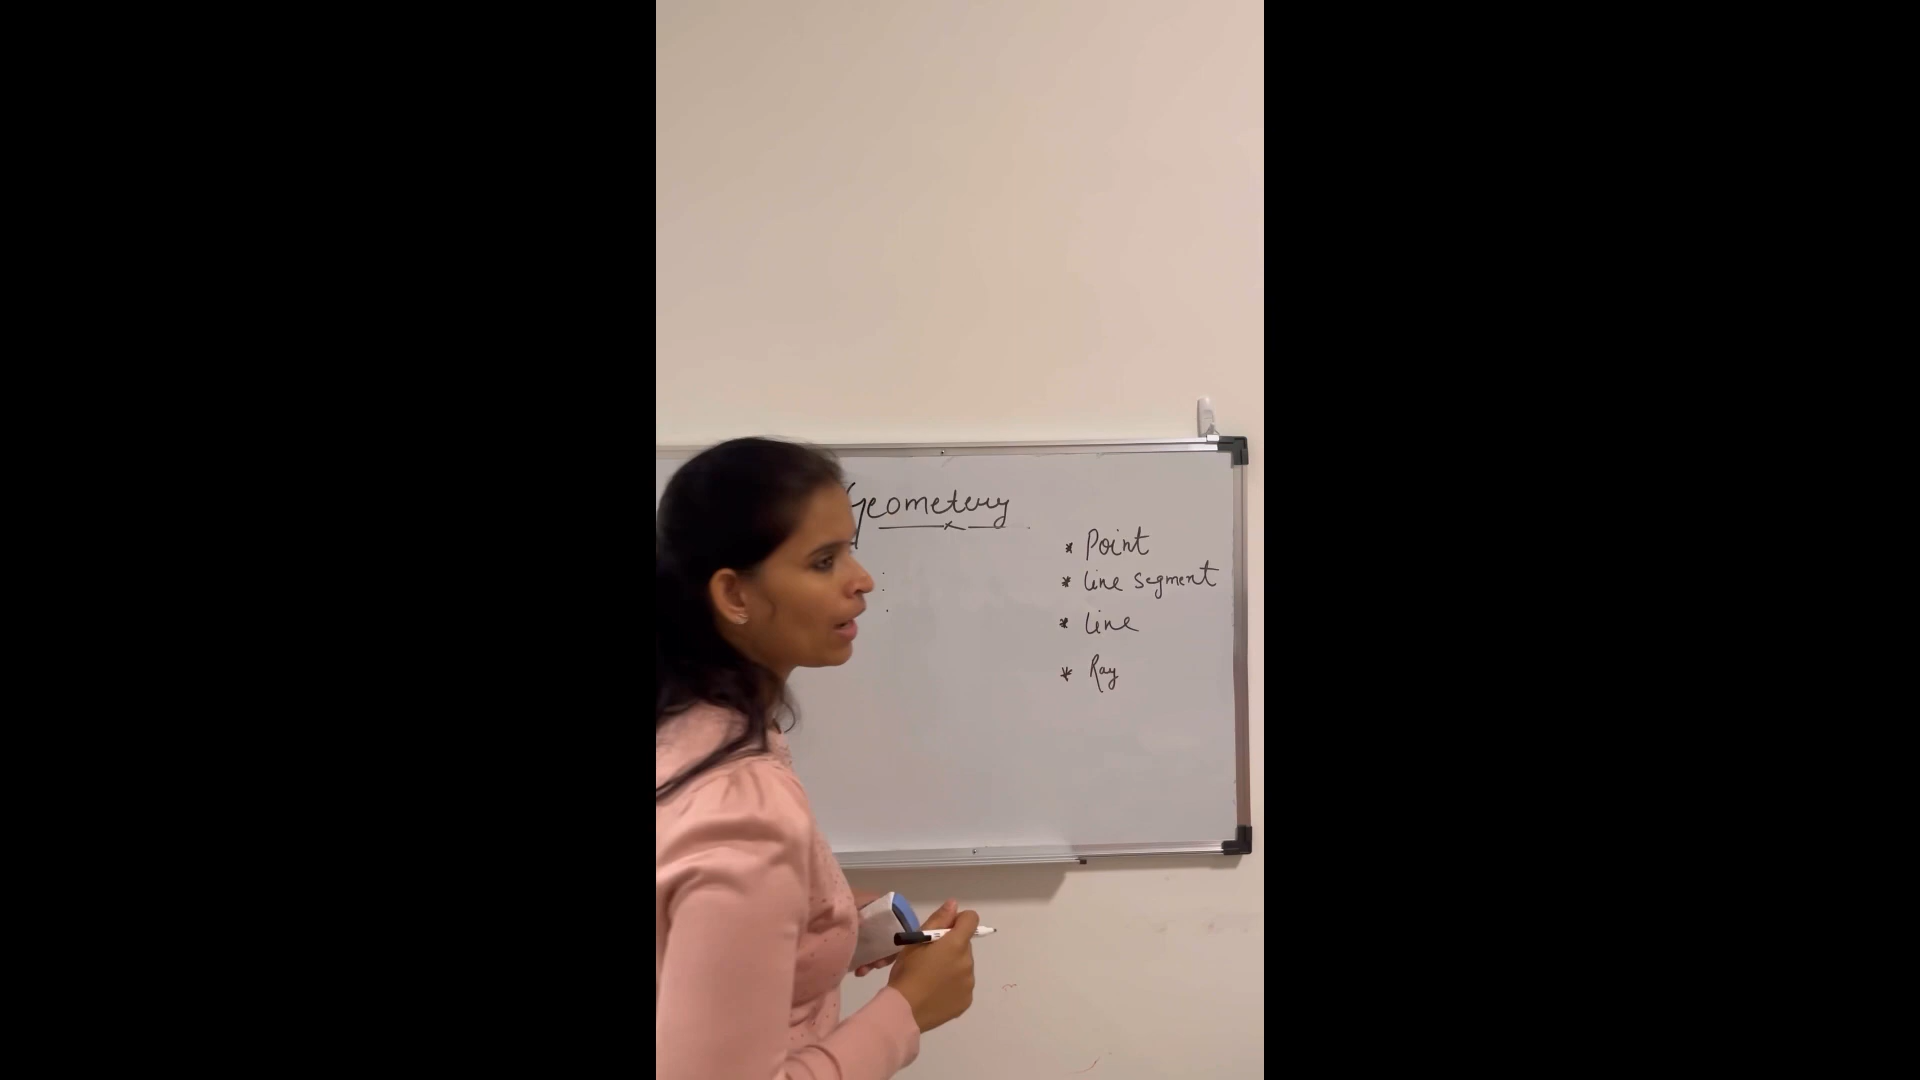 Geometery
* Point
* line segment
* line
* Ray